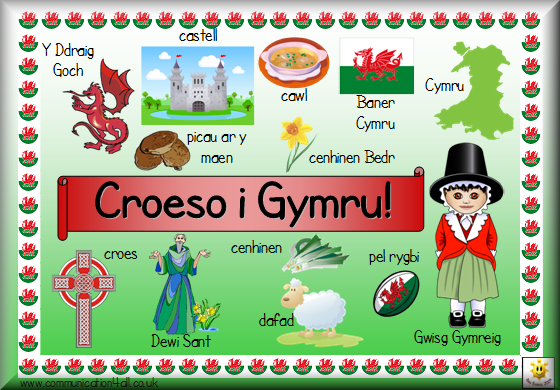 castell
Y Ddraig
Goch
cawl
Baner
Cymru
Cymru
picau ar y
maen
cenhinen Bedr
Croeso i Gymru!
croes
cenhinen
pel rygbi
dafad
Dewi Sant
Gwisg Gymreig
www.communication4all.co.uk